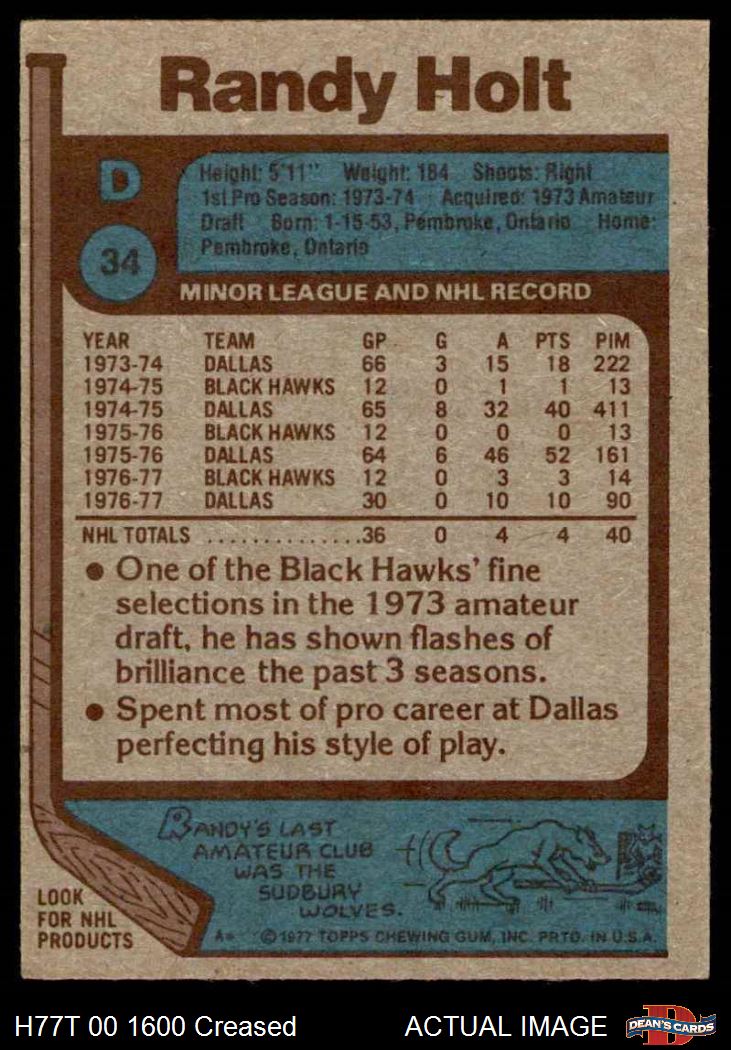 Randy Holt
D
34
Height: 5'11" Weight: 184 Shoots: Right
1st Pro Season: 1973-74 Acquired: 1973 Amateur
Draft Born: 1-15-53, Pembroke, Ontario Home:
Pembroke, Ontario
MINOR LEAGUE AND NHL RECORD
YEAR TEAM GP G A PTS PIM
1973-74 DALLAS 66 3 15 18 222
1974-75 BLACK HAWKS 12 0 1 1 13
1974-75 DALLAS 65 8 32 40 411
1975-76 BLACK HAWKS 12 0 0 0 13
1975-76 DALLAS 64 6 46 52 161
1976-77 BLACK HAWKS 12 0 3 3 14
1976-77 DALLAS 30 0 10 10 90
NHL TOTALS ..............36 0 4 4 40
• One of the Black Hawks' fine
selections in the 1973 amateur
draft, he has shown flashes of
brilliance the past 3 seasons.
• Spent most of pro career at Dallas
perfecting his style of play.
RANDY'S LAST
AMATEUR CLUB
WAS THE
SUDBURY
WOLVES.
LOOK
FOR NHL
PRODUCTS
A* © 1977 TOPPS CHEWING GUM, INC. PRTD. IN U.S.A.
H77T 00 1600 Creased ACTUAL IMAGE DEAN'S CARDS